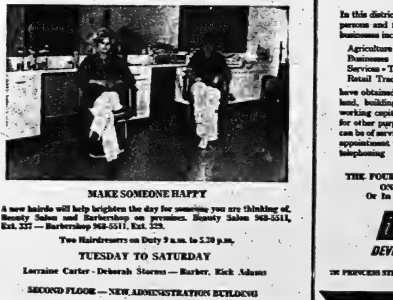 MAKE SOMEONE HAPPY
A new hairdo will help brighten the day for someone you are thinking of.
Beauty Salon and Barbershop on premises. Beauty Salon 968-5511,
Ext. 337 — Barbershop 968-5511, Ext. 329.
Two Hairdressers on Duty 9 a.m. to 5.30 p.m.
TUESDAY TO SATURDAY
Lorraine Carter - Deborah Storms — Barber, Rick Adams
SECOND FLOOR — NEW ADMINISTRATION BUILDING
In this distric
persons and
businesses inc
Agriculture
Businesses
Services - T
Retail Trad
have obtained
land, building
working capit
for other pur
can be of servi
appointment
telephoning
THE FOUR
ON
Or In
DEV
PRINCESS ST